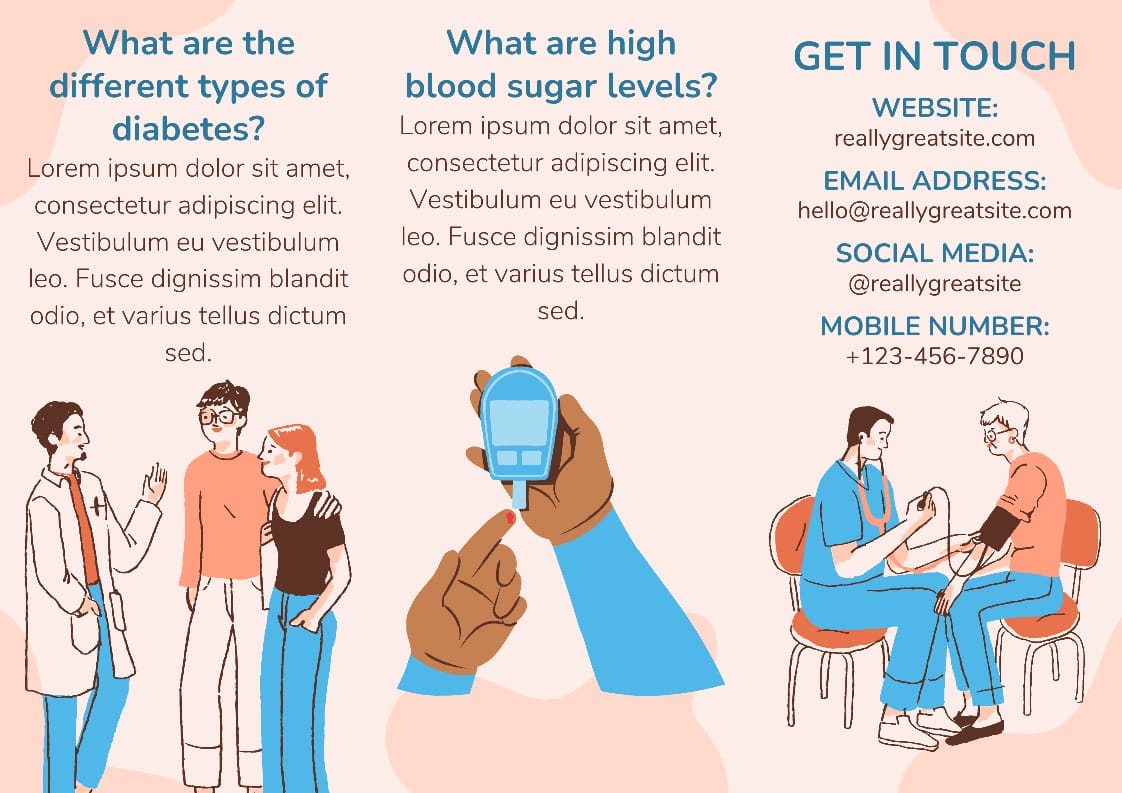 What are the
different types of
diabetes?
Lorem ipsum dolor sit amet,
consectetur adipiscing elit.
Vestibulum eu vestibulum
leo. Fusce dignissim blandit
odio, et varius tellus dictum
sed.
What are high
blood sugar levels?
Lorem ipsum dolor sit amet,
consectetur adipiscing elit.
Vestibulum eu vestibulum
leo. Fusce dignissim blandit
odio, et varius tellus dictum
sed.
GET IN TOUCH
WEBSITE:
reallygreatsite.com
EMAIL ADDRESS:
hello@reallygreatsite.com
SOCIAL MEDIA:
@reallygreatsite
MOBILE NUMBER:
+123-456-7890